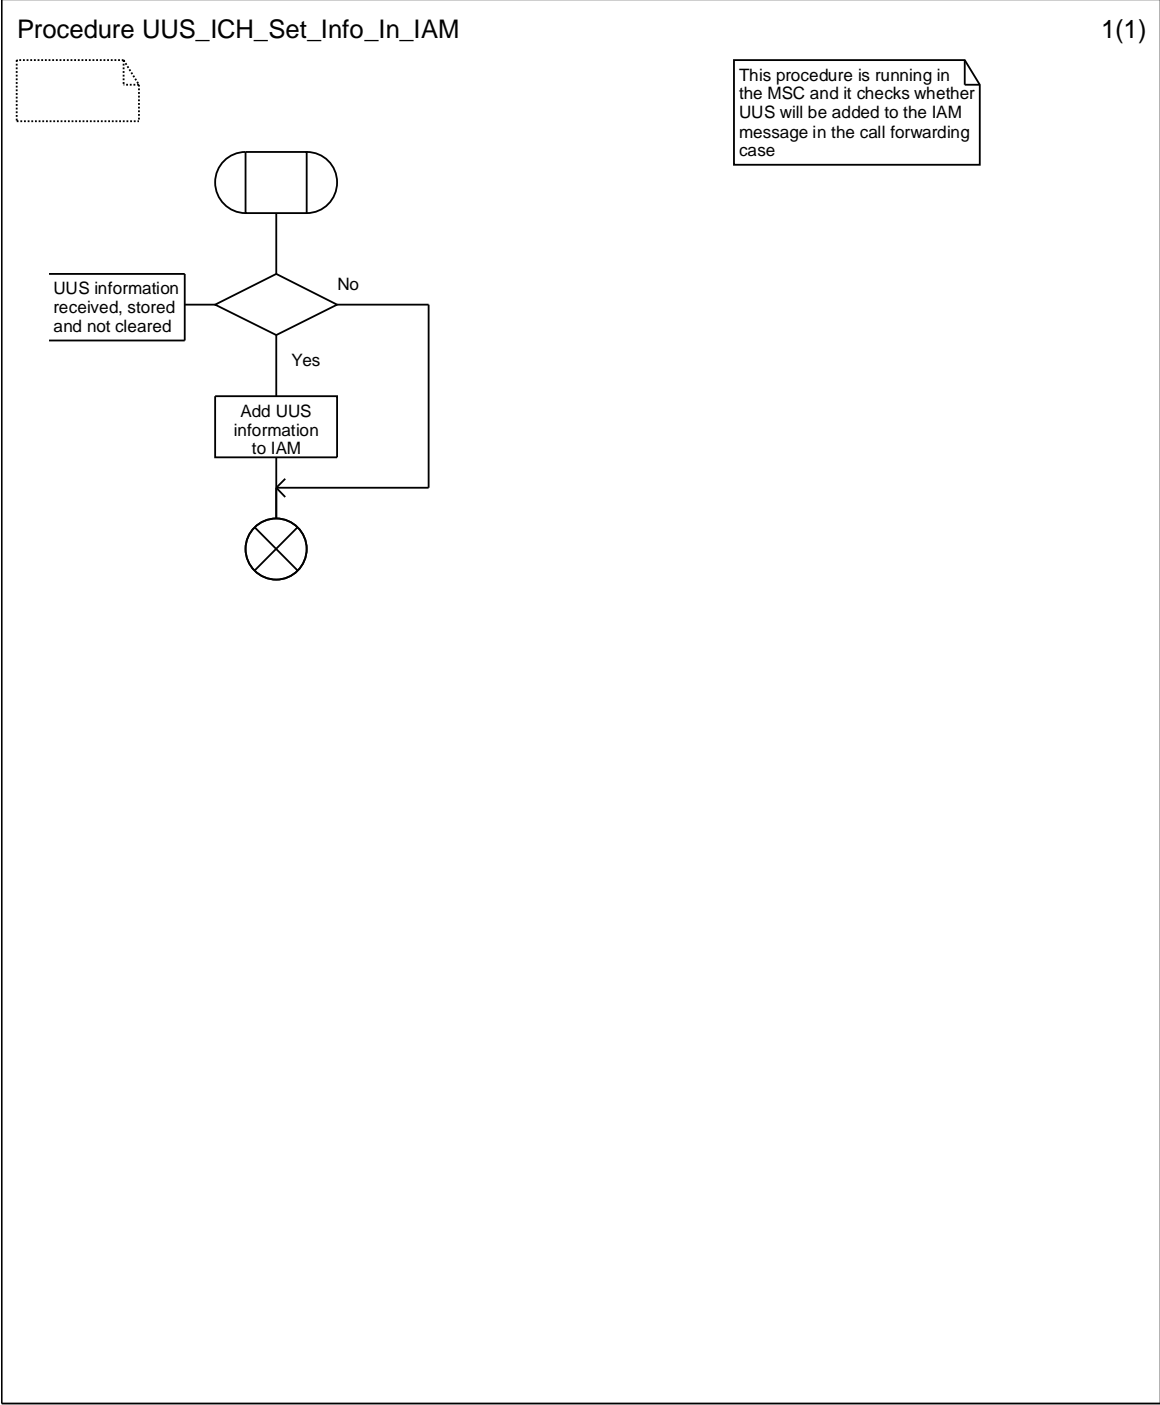 Procedure UUS_ICH_Set_Info_In_IAM
1(1)
This procedure is running in
the MSC and it checks whether
UUS will be added to the IAM
message in the call forwarding
case
UUS information
received, stored
and not cleared
No
Yes
Add UUS
information
to IAM